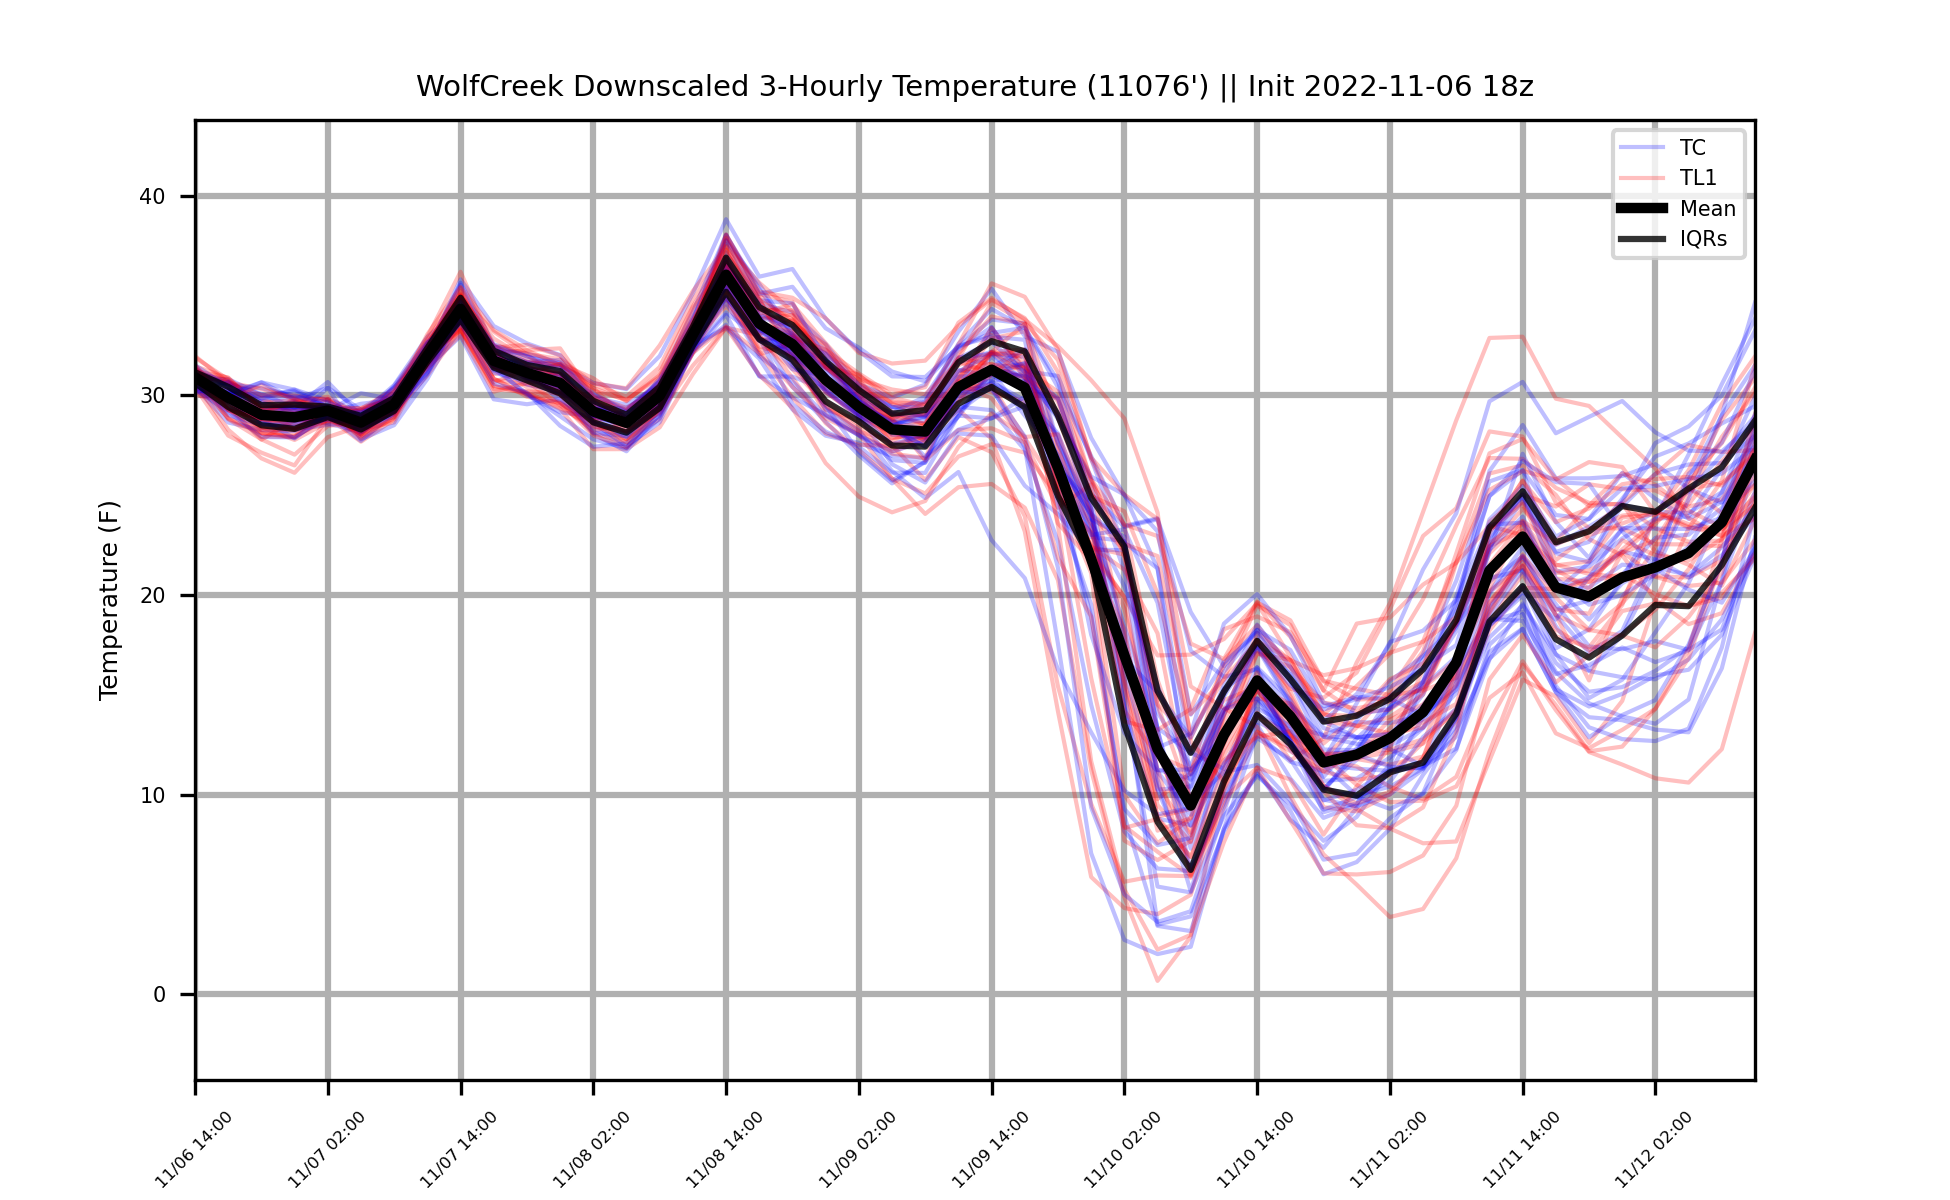 WolfCreek Downscaled 3-Hourly Temperature (11076') || Init 2022-11-06 18z
TC
TL1
Mean
IQRs
Temperature (F)
40
30
20
10
0
11/06 14:00
11/07 02:00
11/07 14:00
11/08 02:00
11/08 14:00
11/09 02:00
11/09 14:00
11/10 02:00
11/10 14:00
11/11 02:00
11/11 14:00
11/12 02:00